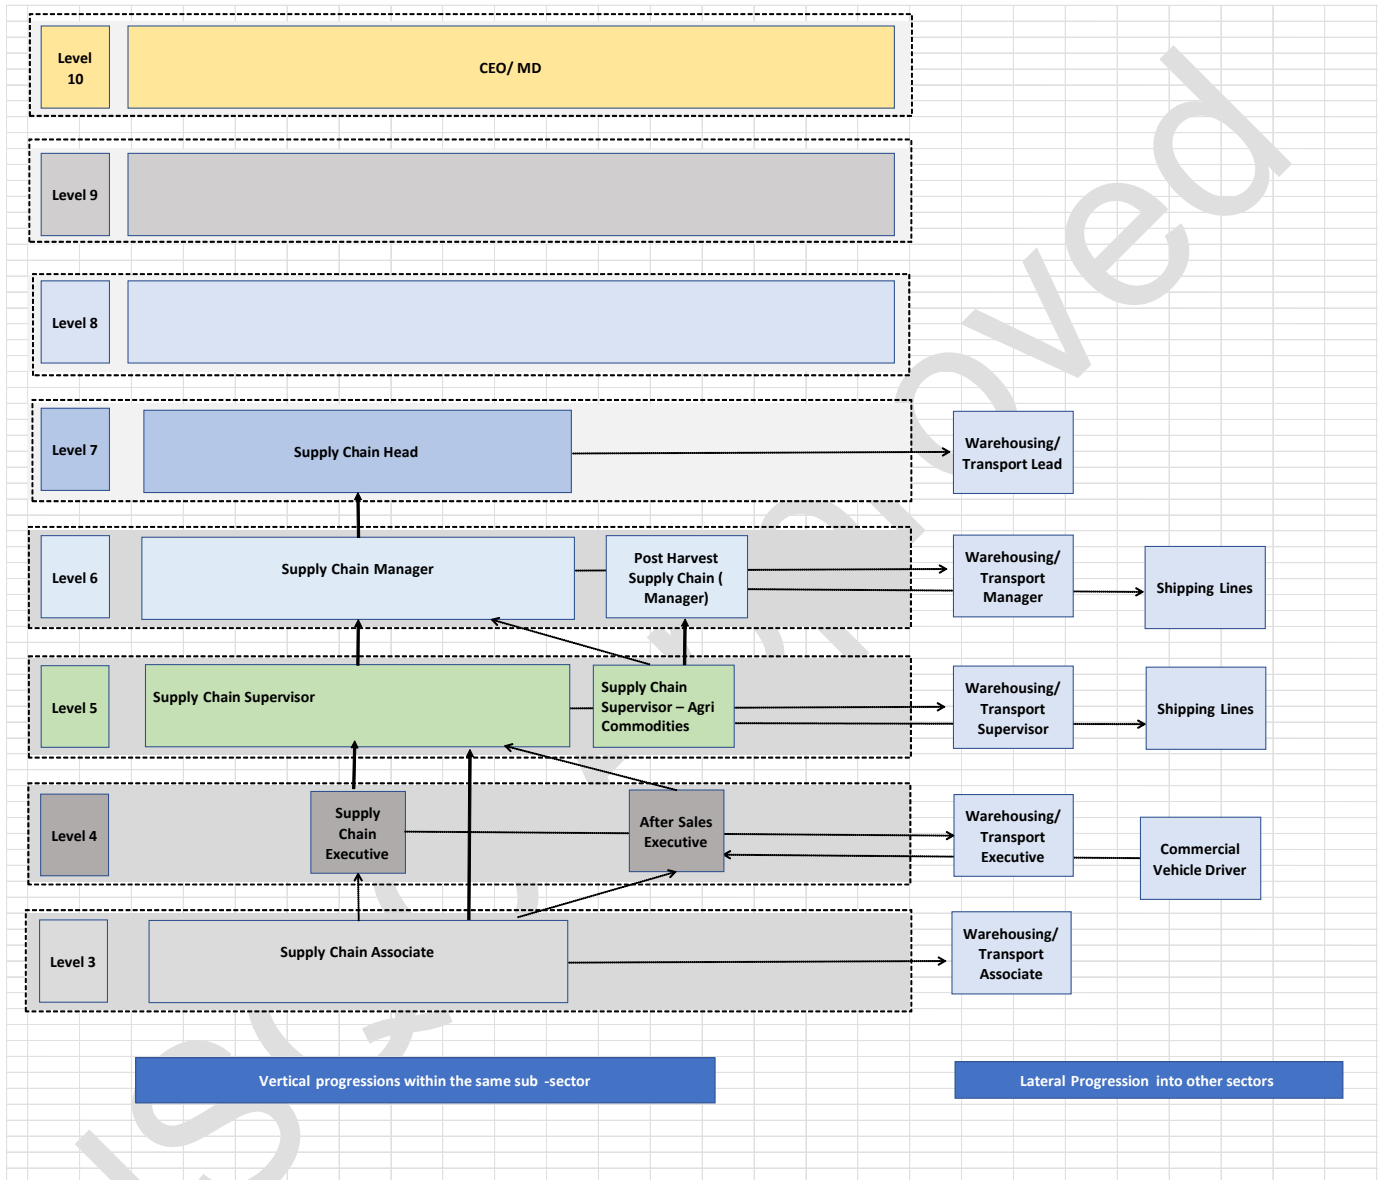 Level
10
CEO/ MD
Level 9
Level 8
Level 7
Supply Chain Head
Warehousing/
Transport Lead
Level 6
Supply Chain Manager
Post Harvest
Supply Chain (
Manager)
Warehousing/
Transport
Manager
Shipping Lines
Level 5
Supply Chain Supervisor
Supply Chain
Supervisor – Agri
Commodities
Warehousing/
Transport
Supervisor
Shipping Lines
Level 4
Supply
Chain
Executive
After Sales
Executive
Warehousing/
Transport
Executive
Commercial
Vehicle Driver
Level 3
Supply Chain Associate
Warehousing/
Transport
Associate
Vertical progressions within the same sub -sector
Lateral Progression into other sectors